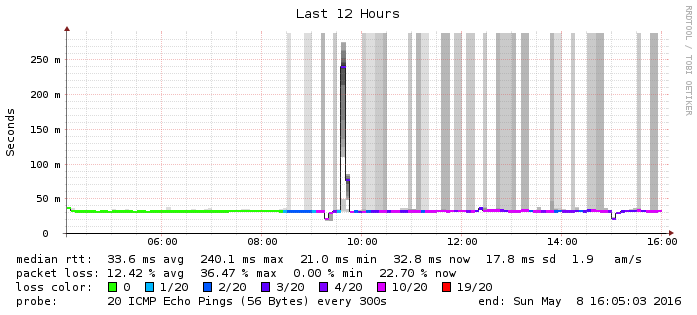 Last 12 Hours
RRDTOOL / TOBI OETIKER
Seconds
250 m
200 m
150 m
100 m
50 m
0
06:00 08:00 10:00 12:00 14:00 16:00
median rtt: 33.6 ms avg 240.1 ms max 21.0 ms min 32.8 ms now 17.8 ms sd 1.9 am/s
packet loss: 12.42 % avg 36.47 % max 0.00 % min 22.70 % now
loss color: 0 1/20 2/20 3/20 4/20 10/20 19/20
probe: 20 ICMP Echo Pings (56 Bytes) every 300s end: Sun May 8 16:05:03 2016